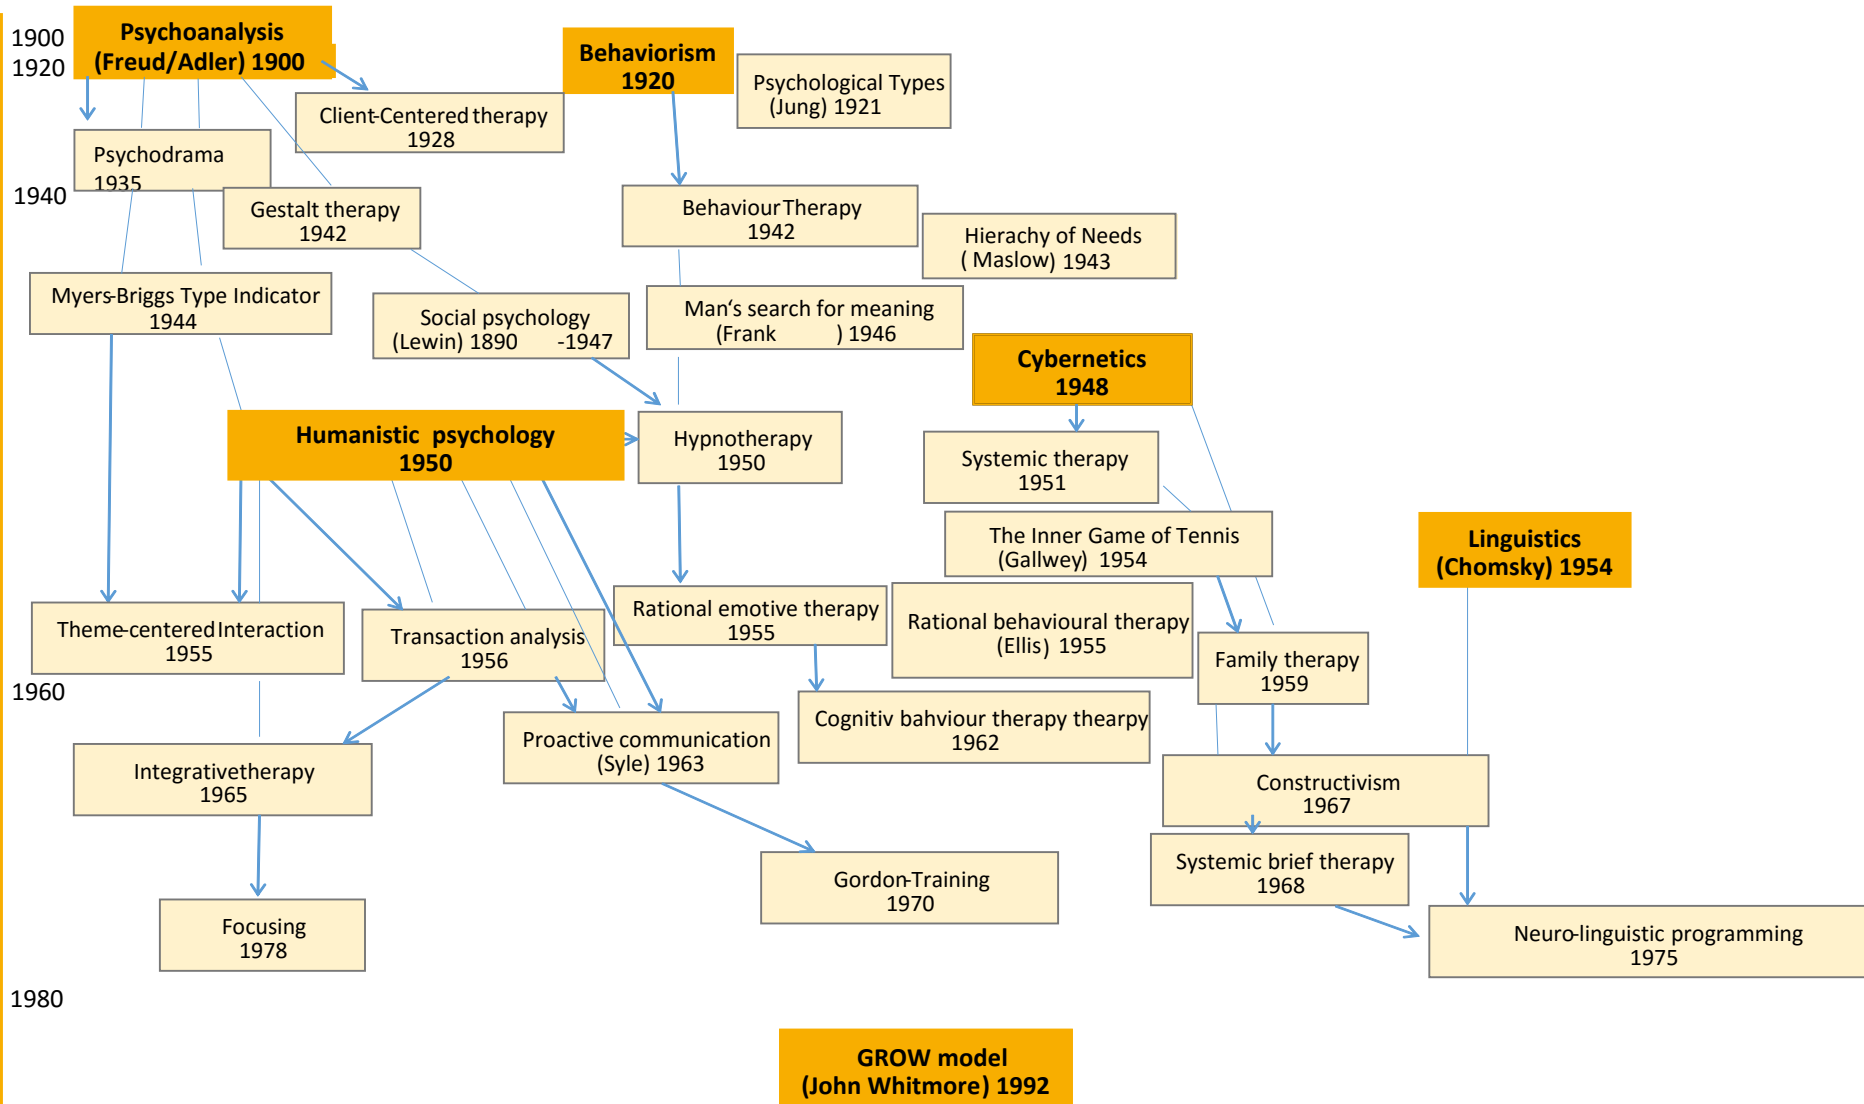 1900
1920
1940
1960
1980
Psychoanalysis
(Freud/Adler) 1900
Behaviorism
1920
Psychological Types
(Jung) 1921
Client-Centered therapy
1928
Psychodrama
1935
Gestalt therapy
1942
Behaviour Therapy
1942
Hierachy of Needs
( Maslow) 1943
Myers-Briggs Type Indicator
1944
Social psychology
(Lewin) 1890 -1947
Man‘s search for meaning
(Frank ) 1946
Cybernetics
1948
Humanistic psychology
1950
Hypnotherapy
1950
Systemic therapy
1951
The Inner Game of Tennis
(Gallwey) 1954
Linguistics
(Chomsky) 1954
Theme-centered Interaction
1955
Transaction analysis
1956
Rational emotive therapy
1955
Rational behavioural therapy
(Ellis) 1955
Family therapy
1959
Cognitiv bahviour therapy thearpy
1962
Proactive communication
(Syle) 1963
Integrativetherapy
1965
Constructivism
1967
Systemic brief therapy
1968
Gordon-Training
1970
Focusing
1978
Neuro-linguistic programming
1975
GROW model
(John Whitmore) 1992